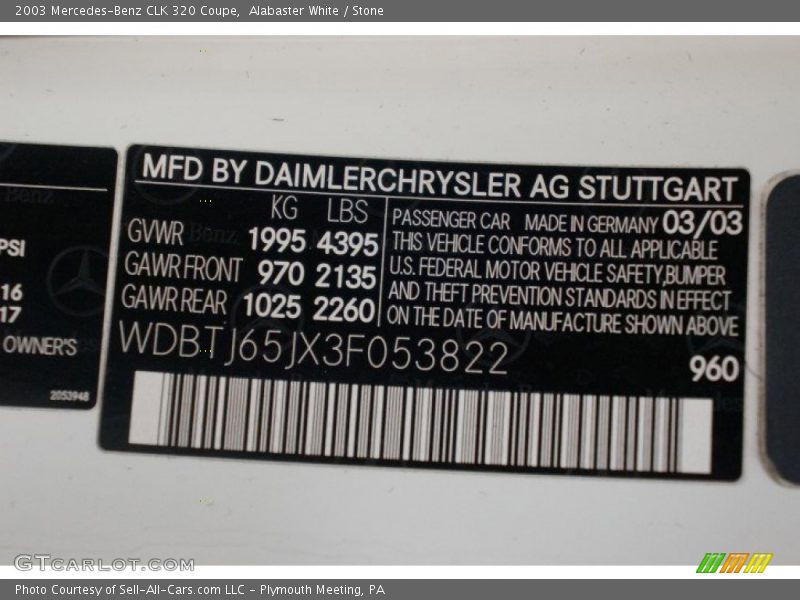 2003 Mercedes-Benz CLK 320 Coupe,  Alabaster White / Stone
MFD BY DAIMLERCHRYSLER AG STUTTGART
KG LBS
GVWR 1995 4395
GAWR FRONT 970 2135
GAWR REAR 1025 2260
PASSENGER CAR MADE IN GERMANY 03/03
THIS VEHICLE CONFORMS TO ALL APPLICABLE
U.S. FEDERAL MOTOR VEHICLE SAFETY,BUMPER
AND THEFT PREVENTION STANDARDS IN EFFECT
ON THE DATE OF MANUFACTURE SHOWN ABOVE
WDBTJ65JX3F053822
960
PSI
16
17
OWNER'S
2053948
GTCarLot.com
Photo Courtesy of Sell-All-Cars.com LLC - Plymouth Meeting, PA